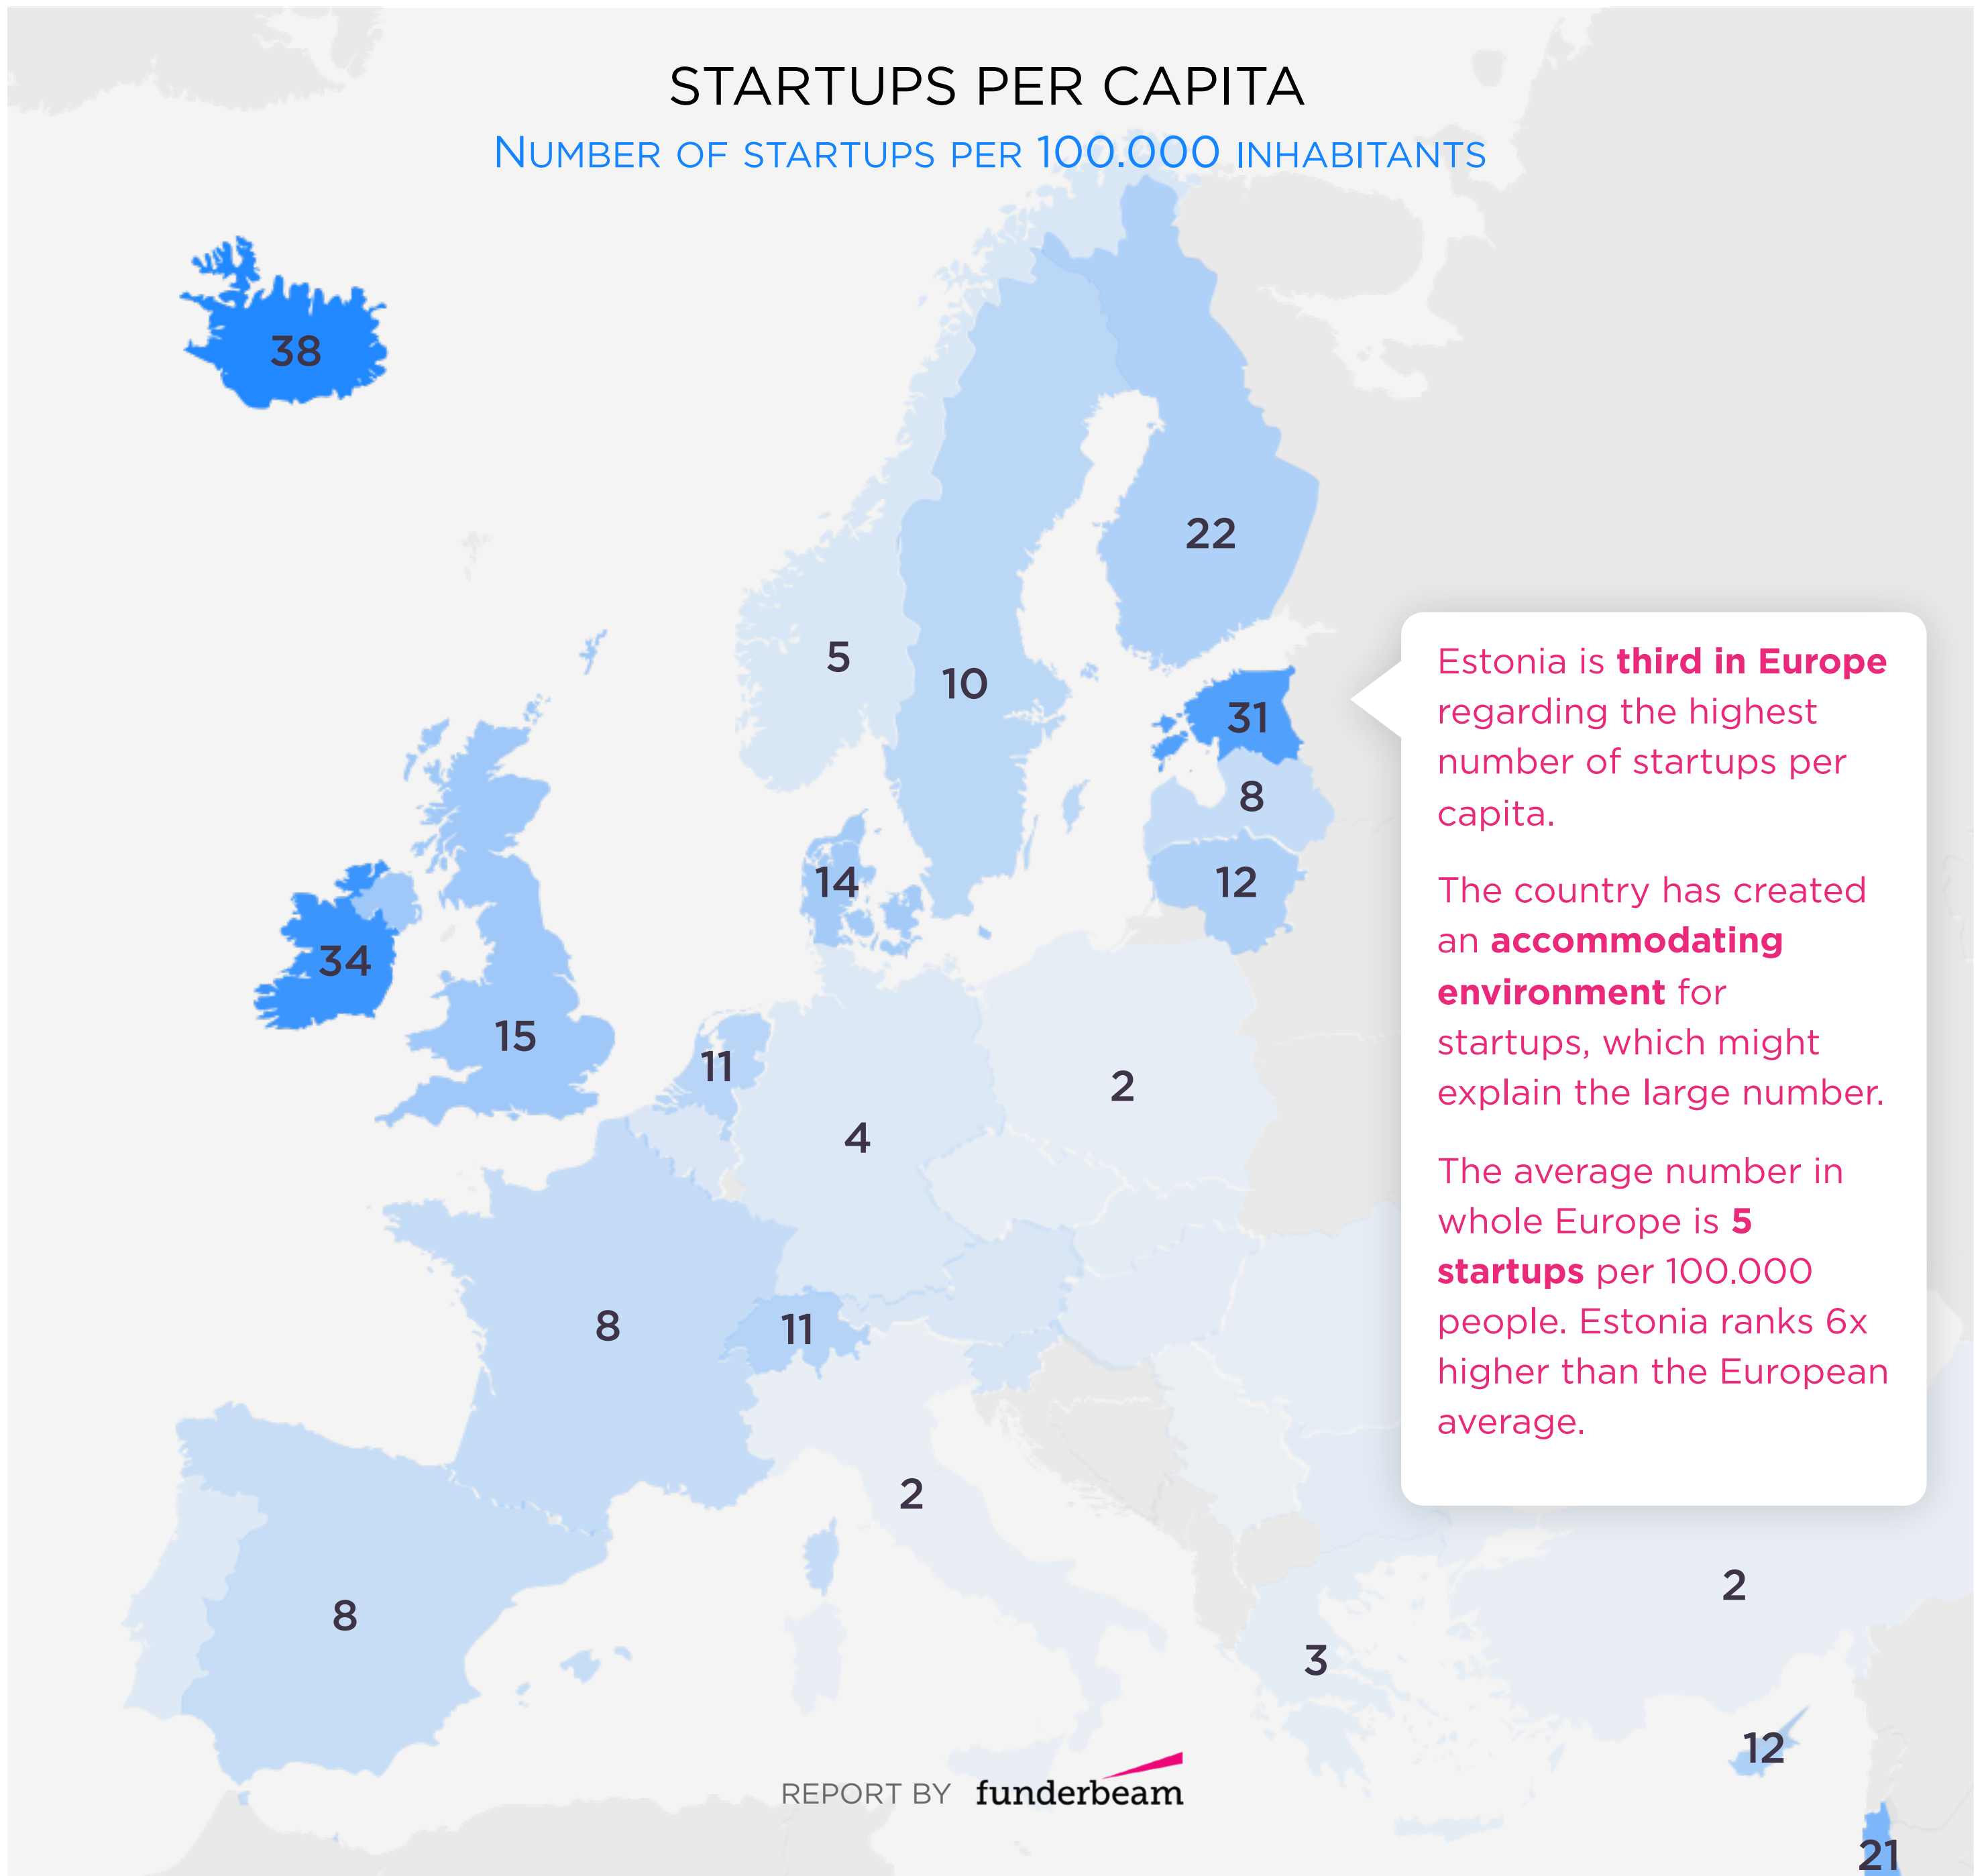 STARTUPS PER CAPITA
NUMBER OF STARTUPS PER 100.000 INHABITANTS
38
22
5
10
31
8
14
12
34
15
11
2
4
8
11
2
8
3
2
12
21
Estonia is third in Europe
regarding the highest
number of startups per
capita.
The country has created
an accommodating
environment for
startups, which might
explain the large number.
The average number in
whole Europe is 5
startups per 100.000
people. Estonia ranks 6x
higher than the European
average.
REPORT BY funderbeam